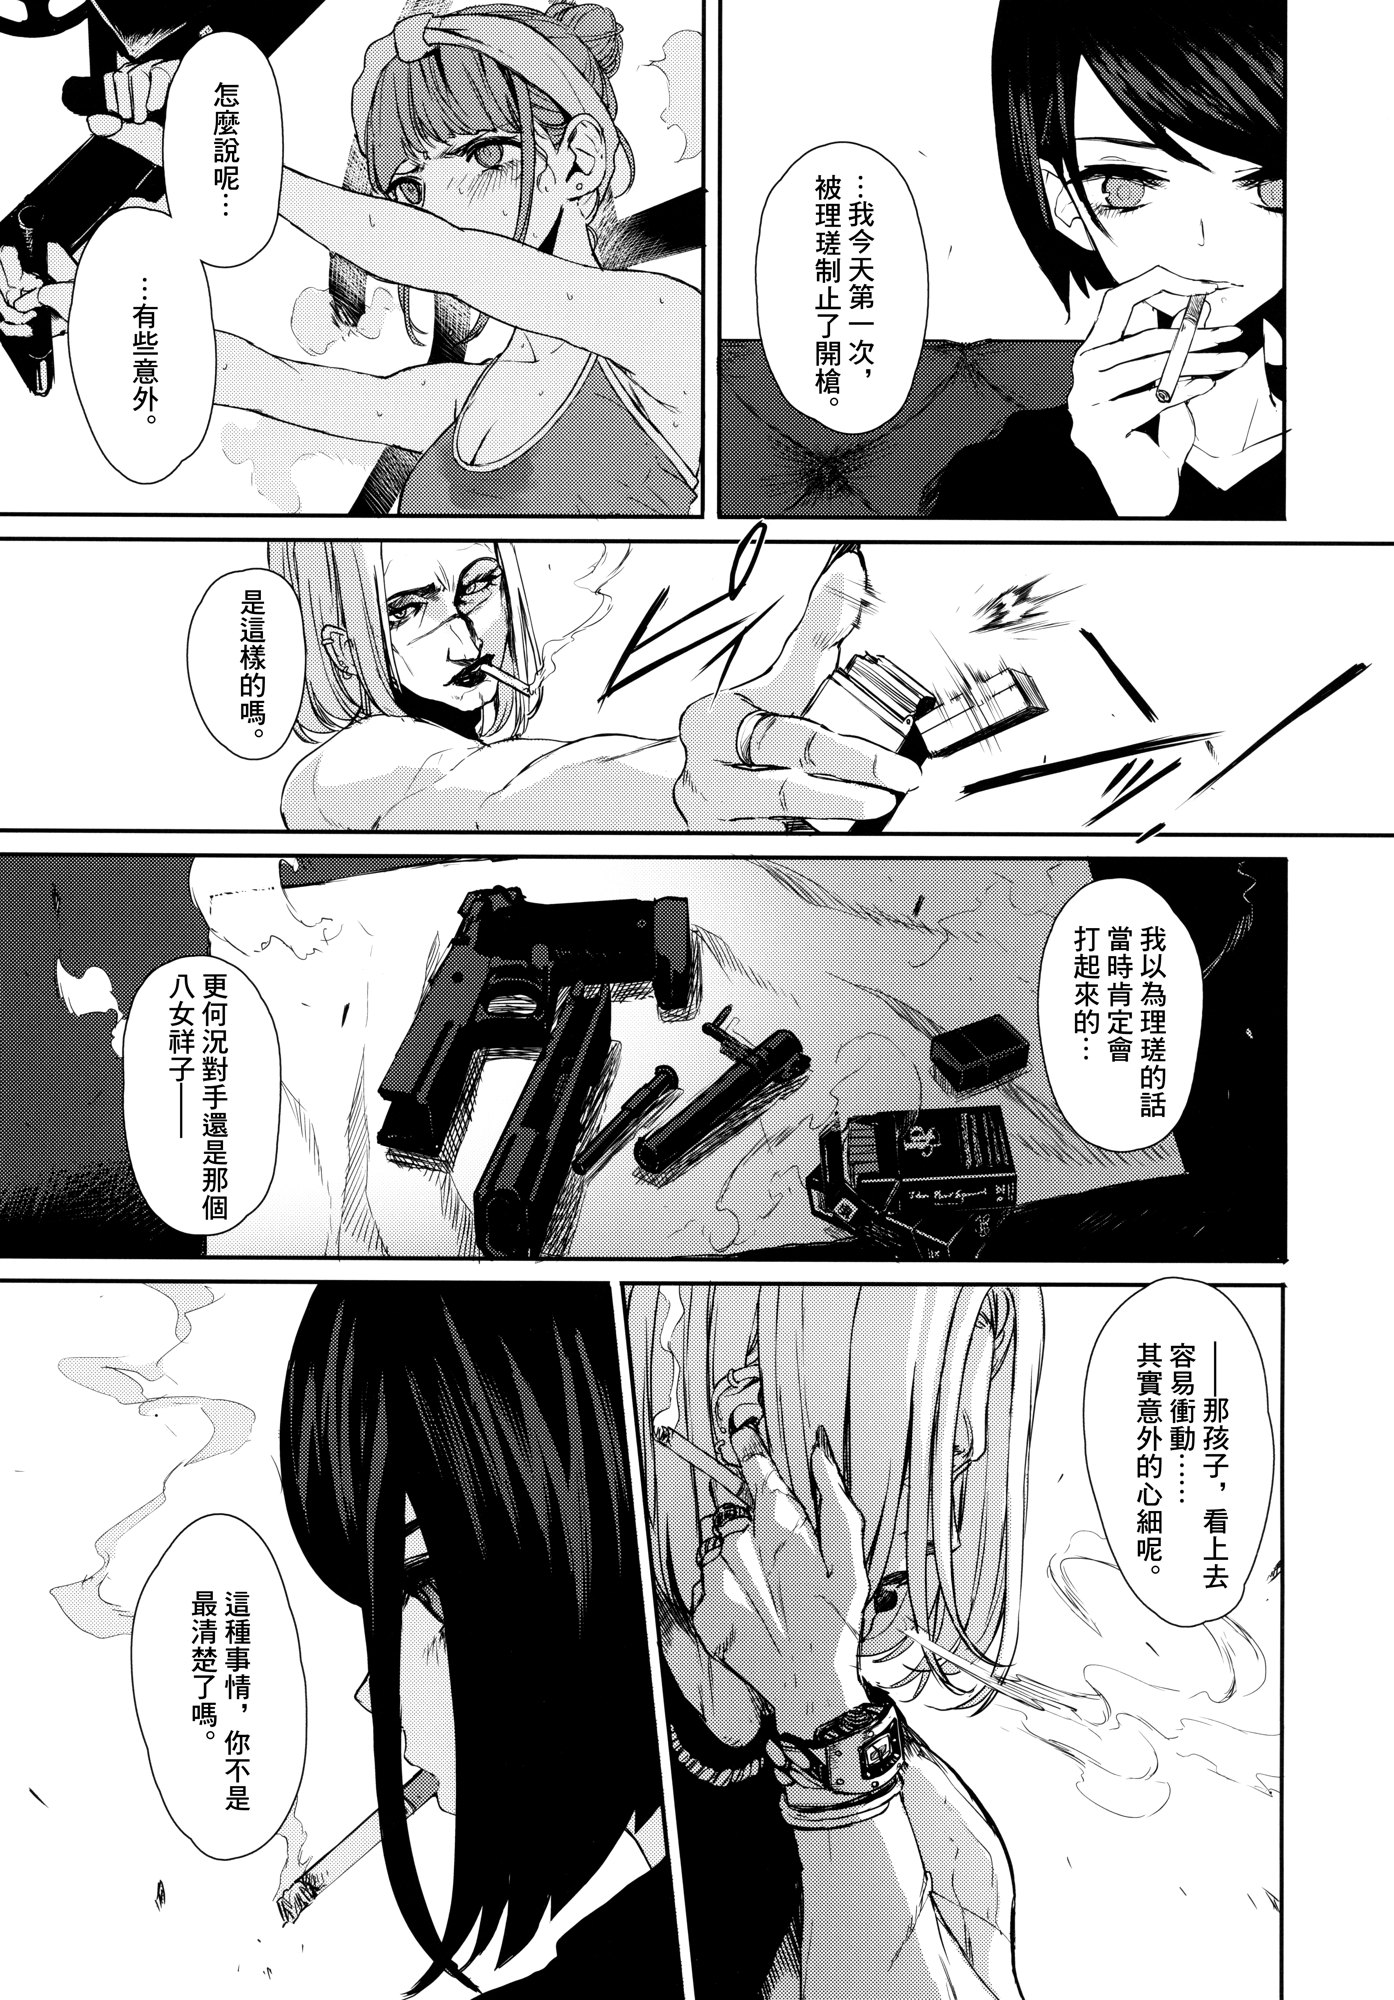 …我今天第一次，
被理瑳制止了開槍。
怎麼說呢…
…有些意外。
是這樣的嗎。
我以為理瑳的話
當時肯定會
打起來的…
更何況對手還是那個
八女祥子——
——那孩子，看上去
容易衝動……
其實意外的心細呢。
這種事情，你不是
最清楚了嗎。